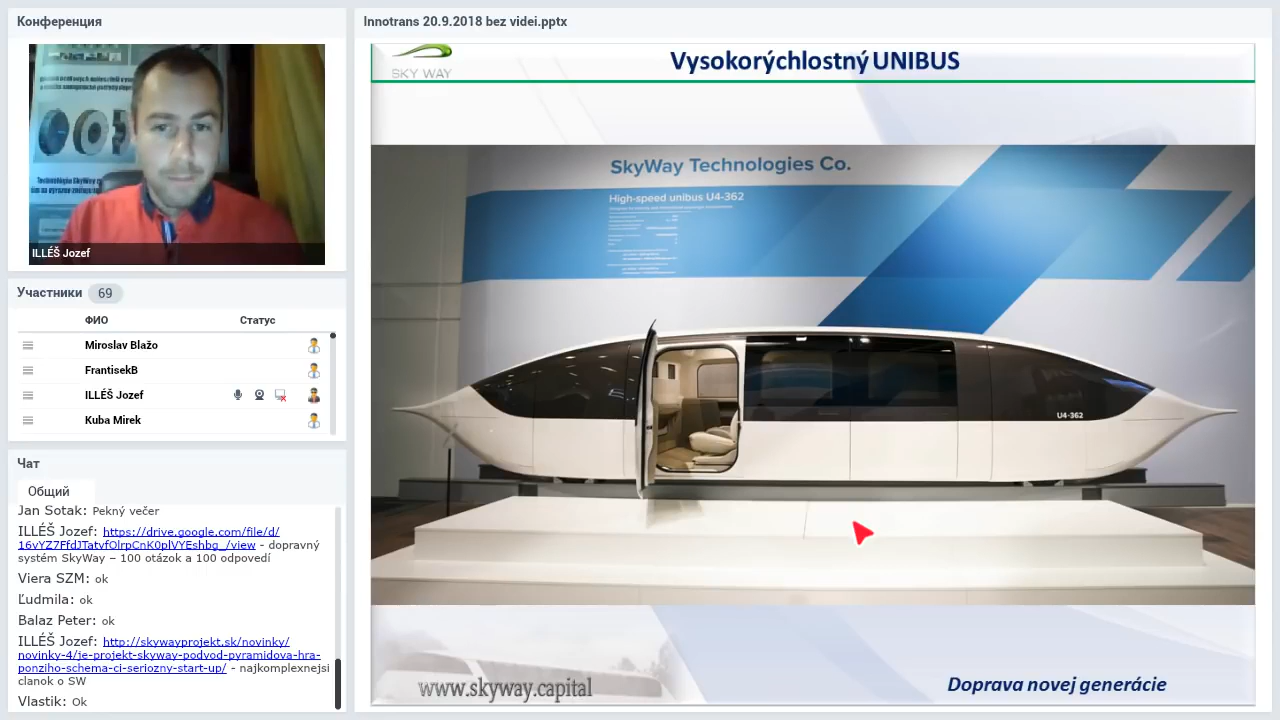 Конференция
ILLÉŠ Jozef
Участники 69
ФИО Статус
Miroslav Blažo
FrantisekB
ILLÉŠ Jozef
Kuba Mirek
Чат
Общий
Jan Sotak: Pekný večer
ILLÉŠ Jozef: https://drive.google.com/file/d/
16vYZ7FfdJTatvfOlrpCnK0plVYEshbg_/view - dopravný
systém SkyWay – 100 otázok a 100 odpovedí
Viera SZM: ok
Ľudmila: ok
Balaz Peter: ok
ILLÉŠ Jozef: http://skywayprojekt.sk/novinky/
novinky-4/je-projekt-skyway-podvod-pyramidova-hra-
ponziho-schema-ci-seriozny-start-up/ - najkomplexnejsi
clanok o SW
Vlastik: Ok
Innotrans 20.9.2018 bez videi.pptx
SKY WAY
Vysokorýchlostný UNIBUS
SkyWay Technologies Co.
High-speed unibus U4-362
U4-362
www.skyway.capital
Doprava novej generácie